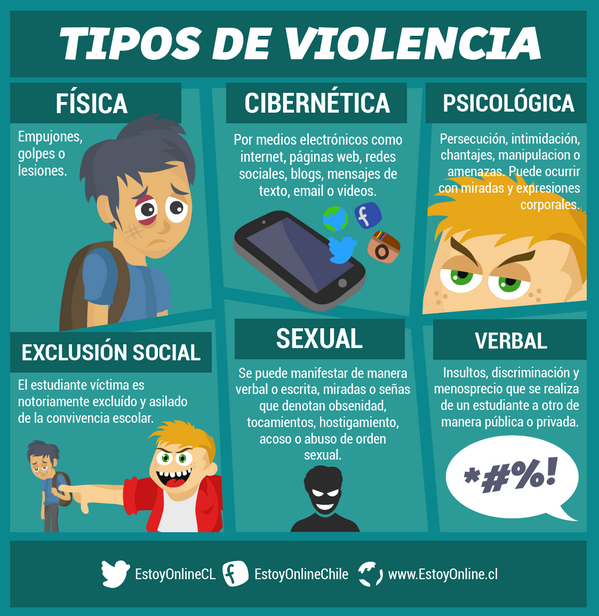 TIPOS DE VIOLENCIA
FÍSICA
Empujones,
golpes o
lesiones.
CIBERNÉTICA
Por medios electrónicos como
internet, páginas web, redes
sociales, blogs, mensajes de
texto, email o videos.
PSICOLÓGICA
Persecución, intimidación,
chantajes, manipulacion o
amenazas. Puede ocurrir
con miradas y expresiones
corporales.
EXCLUSIÓN SOCIAL
El estudiante víctima es
notoriamente excluído y asilado
de la convivencia escolar.
SEXUAL
Se puede manifestar de manera
verbal o escrita, miradas o señas
que denotan obsenidad,
tocamientos, hostigamiento,
acoso o abuso de orden
sexual.
VERBAL
Insultos, discriminación y
menosprecio que se realiza
de un estudiante a otro de
manera pública o privada.
*#%!
EstoyOnlineCL
EstoyOnlineChile
www.EstoyOnline.cl